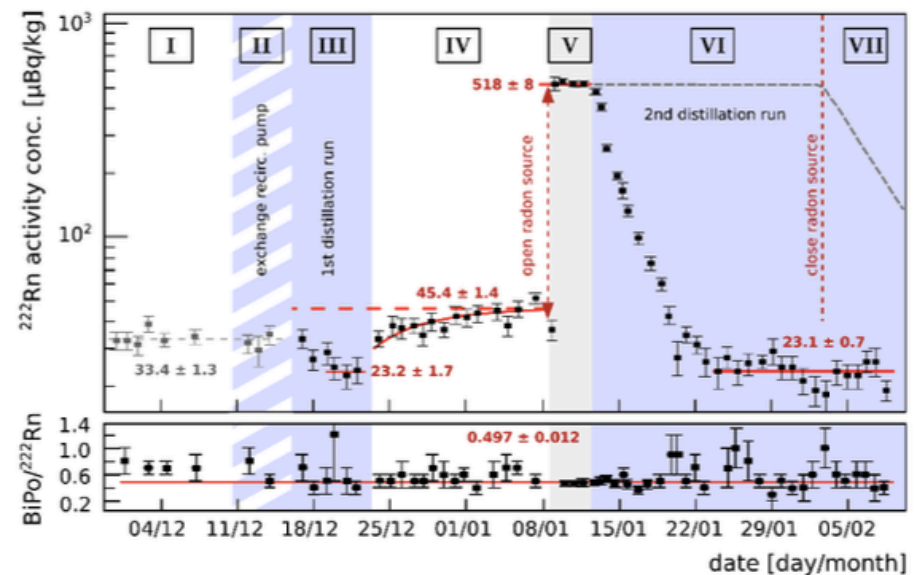 ²²²Rn activity conc. [µBq/kg]
10³
10²
I
II
III
IV
V
VI
VII
exchange recirc. pump
1st distillation run
open radon source
2nd distillation run
close radon source
518 ± 8
45.4 ± 1.4
33.4 ± 1.3
23.2 ± 1.7
23.1 ± 0.7
BiPo/²²²Rn
1.4
1.0
0.6
0.2
0.497 ± 0.012
04/12 11/12 18/12 25/12 01/01 08/01 15/01 22/01 29/01 05/02
date [day/month]